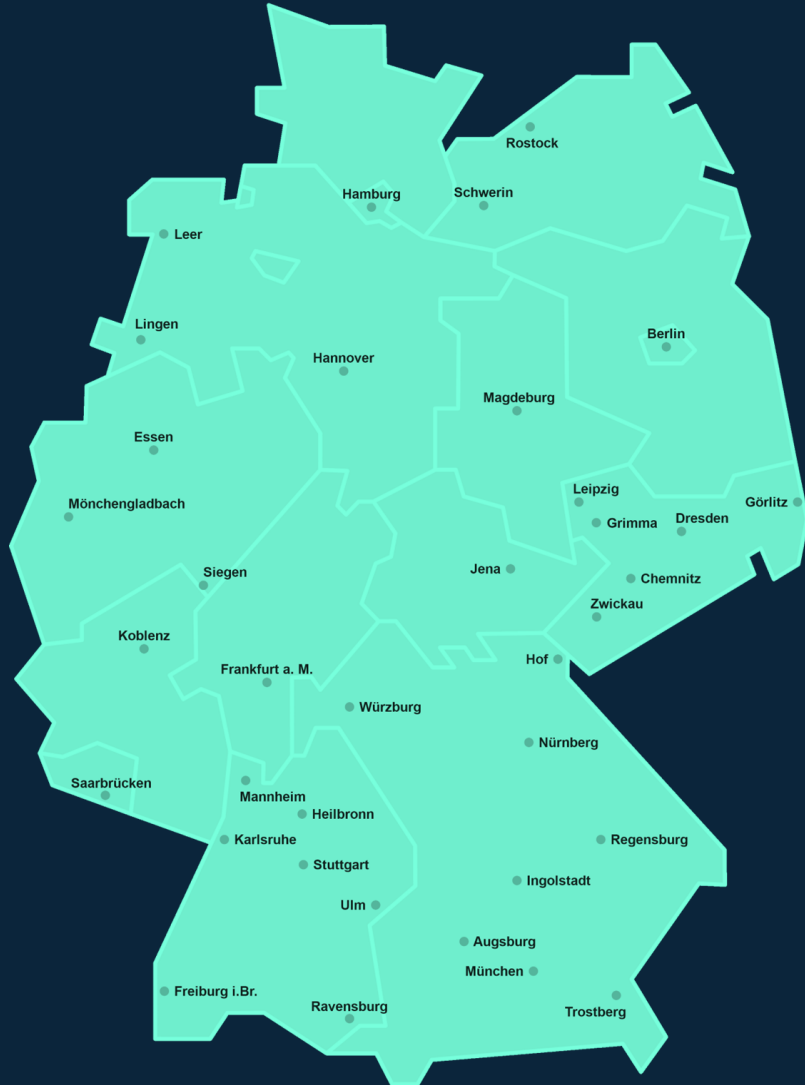 Rostock
Hamburg
Schwerin
Leer
Lingen
Berlin
Hannover
Magdeburg
Essen
Leipzig
Mönchengladbach
Görlitz
Dresden
Grimma
Jena
Siegen
Chemnitz
Zwickau
Koblenz
Hof
Frankfurt a. M.
Würzburg
Nürnberg
Saarbrücken
Mannheim
Heilbronn
Karlsruhe
Regensburg
Stuttgart
Ingolstadt
Ulm
Augsburg
München
Freiburg i.Br.
Ravensburg
Trostberg